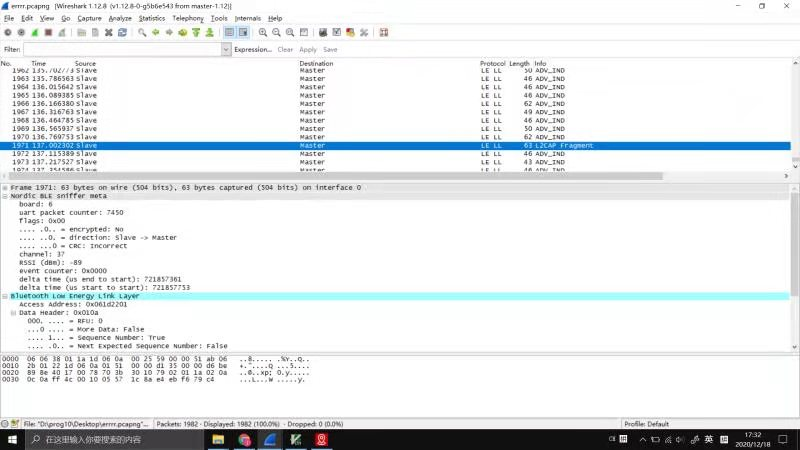 errrr.pcapng [Wireshark 1.12.8 (v1.12.8-0-g5b6e543 from master-1.12)]
File Edit View Go Capture Analyze Statistics Telephony Tools Internals Help
Filter: Expression... Clear Apply Save
No. Time Source Destination Protocol Length Info
1962 135.702773 Slave Master LE LL 50 ADV_IND
1963 135.786563 Slave Master LE LL 46 ADV_IND
1964 136.015642 Slave Master LE LL 46 ADV_IND
1965 136.089385 Slave Master LE LL 46 ADV_IND
1966 136.166380 Slave Master LE LL 62 ADV_IND
1967 136.316763 Slave Master LE LL 49 ADV_IND
1968 136.464785 Slave Master LE LL 46 ADV_IND
1969 136.565937 Slave Master LE LL 50 ADV_IND
1970 136.769753 Slave Master LE LL 62 ADV_IND
1971 137.002302 Slave Master LE LL 63 L2CAP Fragment
1972 137.115389 Slave Master LE LL 46 ADV_IND
1973 137.217527 Slave Master LE LL 43 ADV_IND
1974 137.354586 Slave Master LE LL 46 ADV_IND
Frame 1971: 63 bytes on wire (504 bits), 63 bytes captured (504 bits) on interface 0
Nordic BLE sniffer meta
board: 6
uart packet counter: 7450
flags: 0x00
.... ..0. = encrypted: No
.... ..0. = direction: Slave -> Master
.... ...0 = CRC: Incorrect
channel: 37
RSSI (dBm): -89
event counter: 0x0000
delta time (us end to start): 721857361
delta time (us start to start): 721857753
Bluetooth Low Energy Link Layer
Access Address: 0x061d2201
Data Header: 0x010a
000. .... = RFU: 0
...0 .... = More Data: False
.... 1... = Sequence Number: True
.... .0.. = Next Expected Sequence Number: False
0000 06 06 38 01 1a 1d 06 0a 00 25 59 00 00 51 ab 06 ..8..... .%Y..Q..
0010 2b 01 22 1d 06 0a 01 51 00 00 d1 35 00 00 d6 be +."....Q ...5....
0020 89 8e 40 17 00 78 70 3b 30 10 79 02 01 1a 02 0a ..@..xp; 0.y.....
0030 0c 0a ff 4c 00 10 05 57 1c 8a e4 eb f6 79 c4 ...L...W .....y.
File: "D:\prog10\Desktop\errrr.pcapng"... Packets: 1982 · Displayed: 1982 (100.0%) · Dropped: 0 (0.0%) Profile: Default
在这里输入你要搜索的内容
英
17:32
2020/12/18